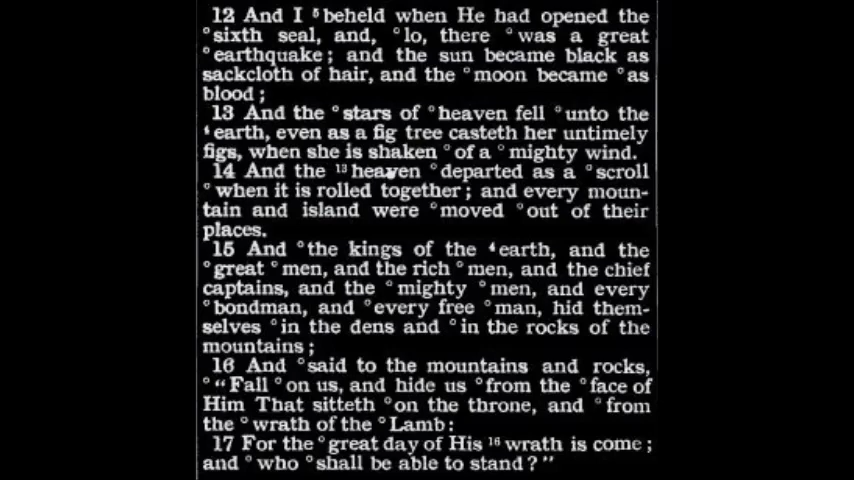 12 And I ⁵beheld when He had opened the
°sixth seal, and, °lo, there °was a great
°earthquake; and the sun became black as
sackcloth of hair, and the °moon became °as
blood;
13 And the °stars of °heaven fell °unto the
⁴earth, even as a fig tree casteth her untimely
figs, when she is shaken °of a °mighty wind.
14 And the ¹³heaven °departed as a °scroll
°when it is rolled together; and every moun-
tain and island were °moved °out of their
places.
15 And °the kings of the ⁴earth, and the
°great °men, and the rich °men, and the chief
captains, and the °mighty °men, and every
°bondman, and °every free °man, hid them-
selves °in the dens and °in the rocks of the
mountains;
16 And °said to the mountains and rocks,
°"Fall °on us, and hide us °from the °face of
Him That sitteth °on the throne, and °from
the °wrath of the °Lamb:
17 For the °great day of His ¹⁶wrath is come;
and °who °shall be able to stand?"